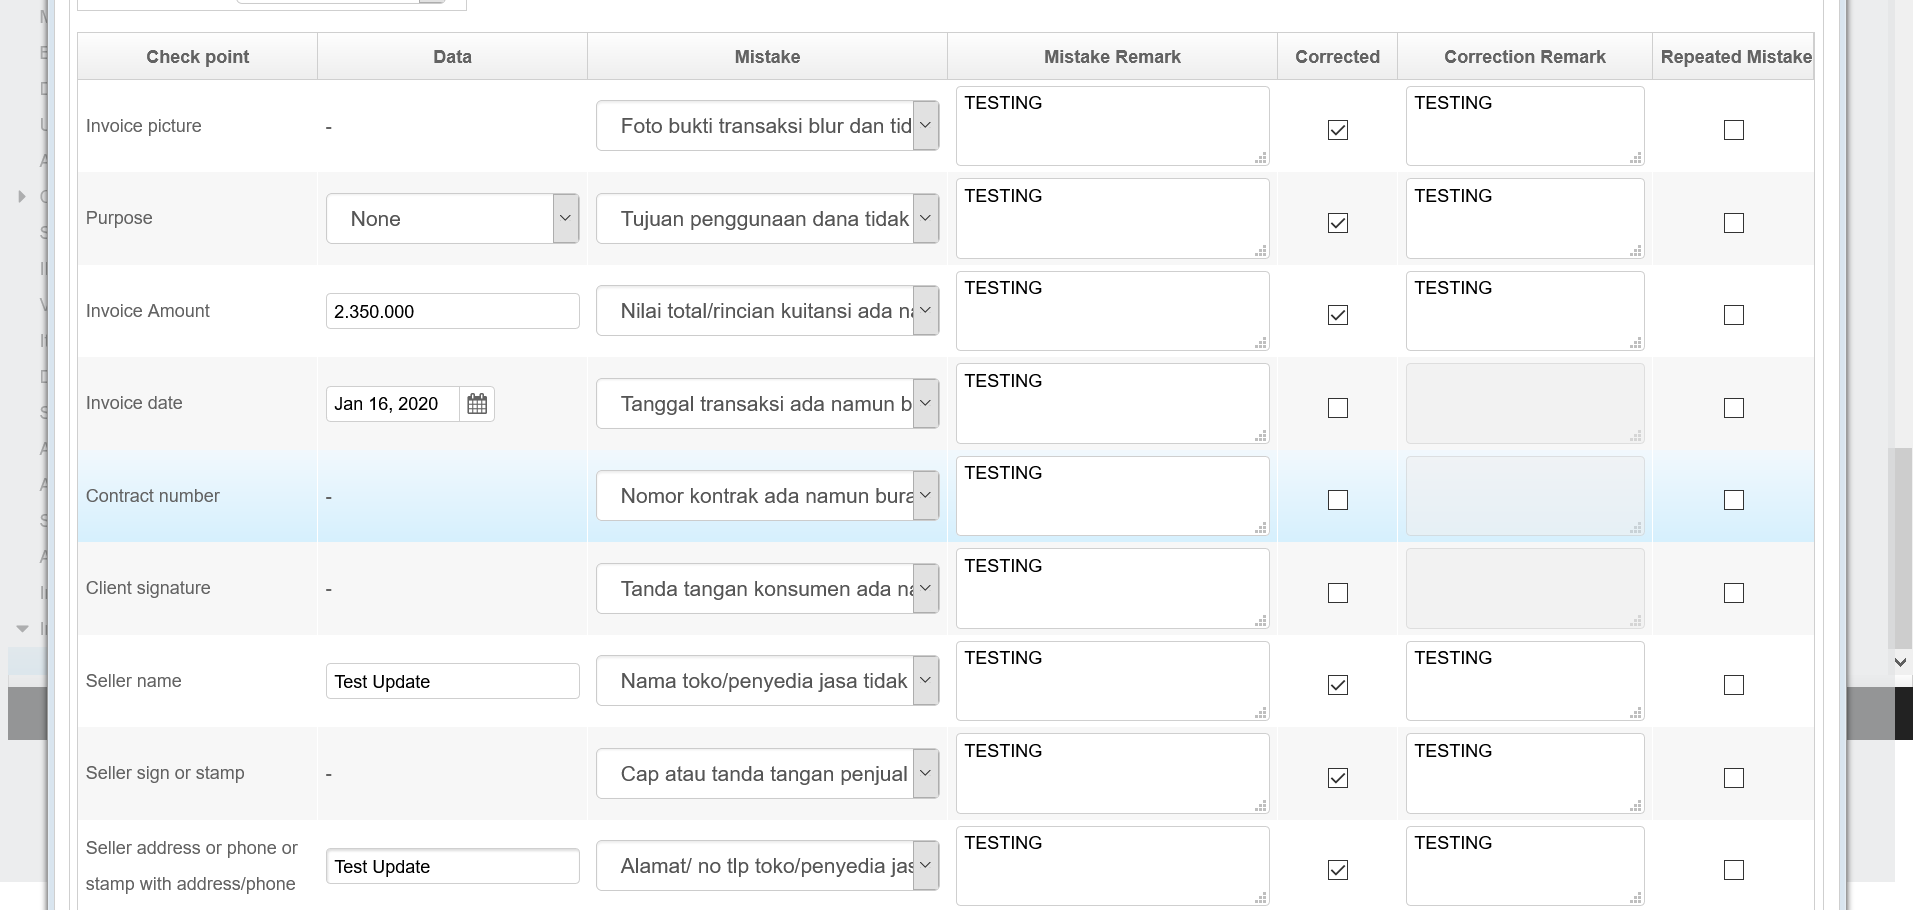 Check point Data Mistake Mistake Remark Corrected Correction Remark Repeated Mistake
Invoice picture - Foto bukti transaksi blur dan tid TESTING TESTING
Purpose None Tujuan penggunaan dana tidak TESTING TESTING
Invoice Amount 2.350.000 Nilai total/rincian kuitansi ada na TESTING TESTING
Invoice date Jan 16, 2020 Tanggal transaksi ada namun b TESTING
Contract number - Nomor kontrak ada namun bura TESTING
Client signature - Tanda tangan konsumen ada na TESTING
Seller name Test Update Nama toko/penyedia jasa tidak TESTING TESTING
Seller sign or stamp - Cap atau tanda tangan penjual TESTING TESTING
Seller address or phone or
stamp with address/phone Test Update Alamat/ no tlp toko/penyedia jas TESTING TESTING